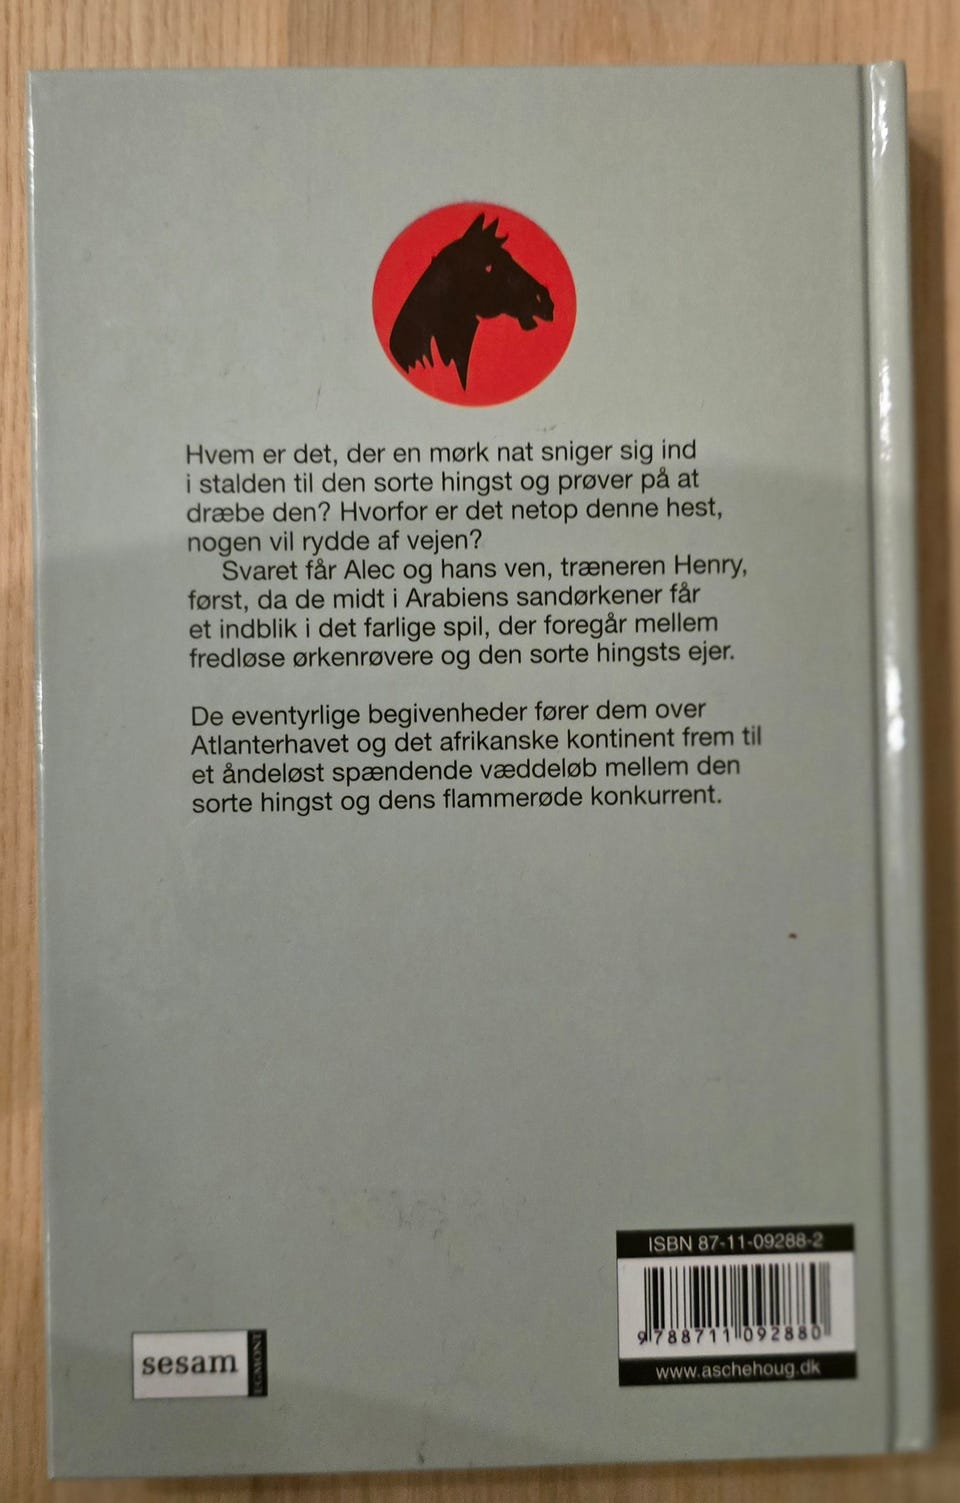 Hvem er det, der en mørk nat sniger sig ind
i stalden til den sorte hingst og prøver på at
dræbe den? Hvorfor er det netop denne hest,
nogen vil rydde af vejen?
Svaret får Alec og hans ven, træneren Henry,
først, da de midt i Arabiens sandørkener får
et indblik i det farlige spil, der foregår mellem
fredløse ørkenrøvere og den sorte hingsts ejer.
De eventyrlige begivenheder fører dem over
Atlanterhavet og det afrikanske kontinent frem til
et åndeløst spændende væddeløb mellem den
sorte hingst og dens flammerøde konkurrent.
ISBN 87-11-09288-2
9788711092880
www.aschehoug.dk
sesam
EGMONT